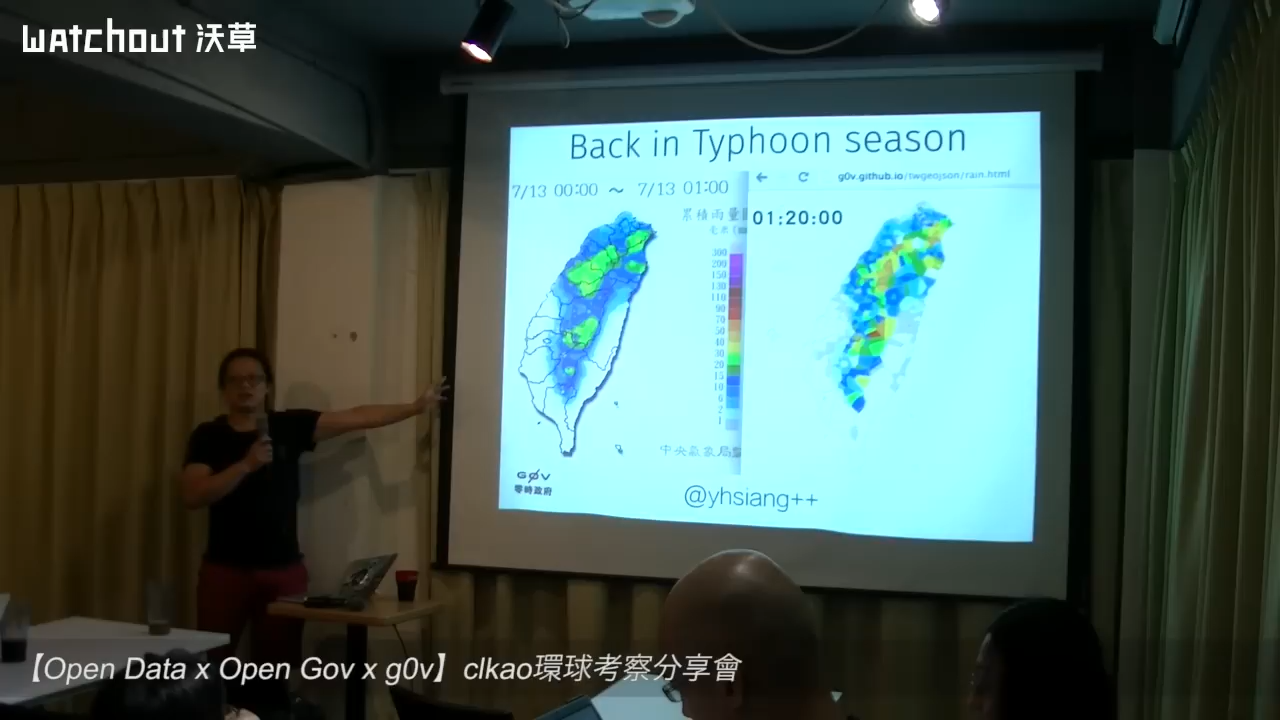 WATCHOUT 沃草
Back in Typhoon season
7/13 00:00 ~ 7/13 01:00
累積雨量
g0v.github.io/twgeojson/rain.html
01:20:00
300
200
150
130
110
90
70
50
40
30
20
15
10
6
2
1
中央氣象局
G0V
零時政府
@yhsiang++
【Open Data x Open Gov x g0v】clkao環球考察分享會